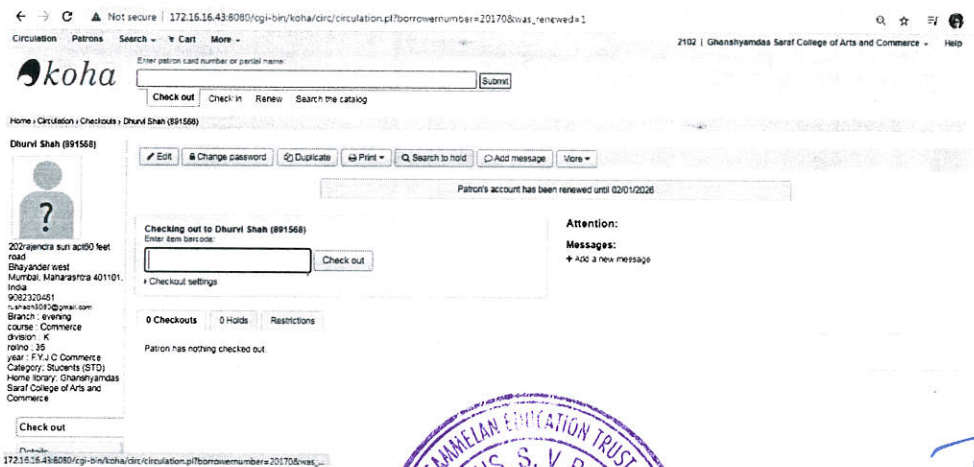 Not secure | 172.16.16.43:8080/cgi-bin/koha/circ/circulation.pl?borrowernumber=20170&was_renewed=1
Circulation Patrons Search Cart More
2102 | Ghanshyamdas Saraf College of Arts and Commerce Help
koha
Enter patron card number or partial name:
Submit
Check out Check in Renew Search the catalog
Home › Circulation › Checkouts › Dhurvi Shah (891568)
Dhurvi Shah (891568)
Edit Change password Duplicate Print Search to hold Add message More
Patron's account has been renewed until 02/01/2026
?
202rajendra suri apt60 feet
road
Bhayander west
Mumbai, Maharashtra 401101,
India
9082320481
Branch : evening
course : Commerce
division : K
rollno : 35
year : F.Y.J.C Commerce
Category: Students (STD)
Home library: Ghanshyamdas
Saraf College of Arts and
Commerce
Checking out to Dhurvi Shah (891568)
Enter item barcode:
Check out
Checkout settings
Attention:
Messages:
+ Add a new message
0 Checkouts 0 Holds Restrictions
Patron has nothing checked out.
Check out
Details
172.16.16.43:8080/cgi-bin/koha/circ/circulation.pl?borrowernumber=20170&was_...
EDUCATION TRUST
S. V. P